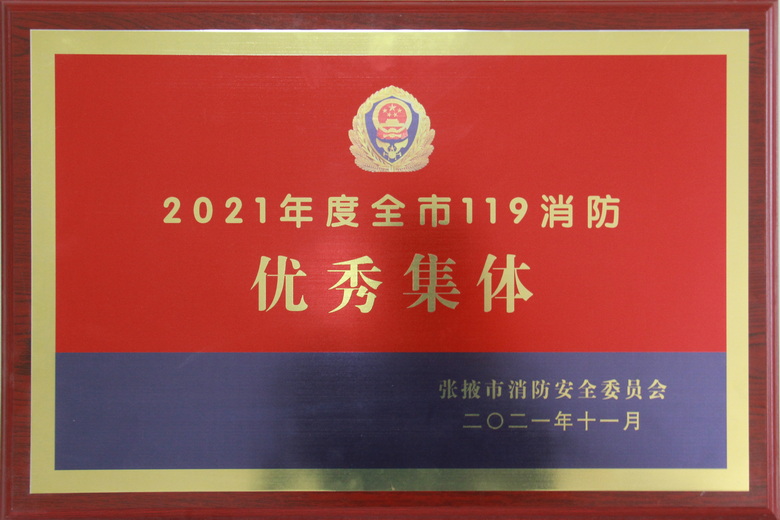 2021年度全市119消防
优秀集体
张掖市消防安全委员会
二〇二一年十一月